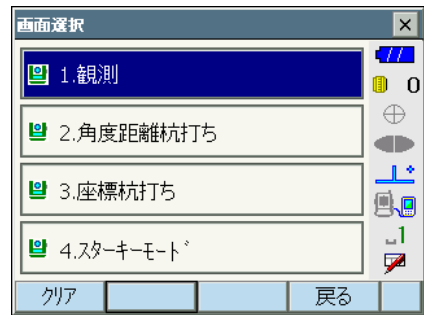 画面選択
1.観測
0
2.角度距離杭打ち
3.座標杭打ち
4.スターキーモード
1
クリア
戻る